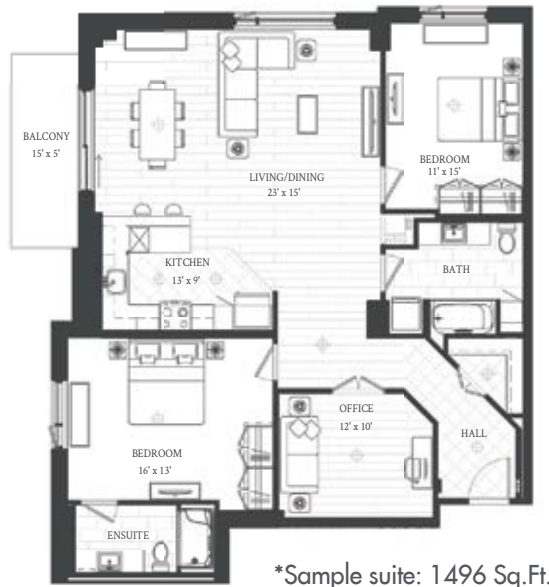 BALCONY
15' x 5'
LIVING/DINING
23' x 15'
BEDROOM
11' x 15'
KITCHEN
13' x 9'
BATH
OFFICE
12' x 10'
HALL
BEDROOM
16' x 13'
ENSUITE
*Sample suite: 1496 Sq.Ft.